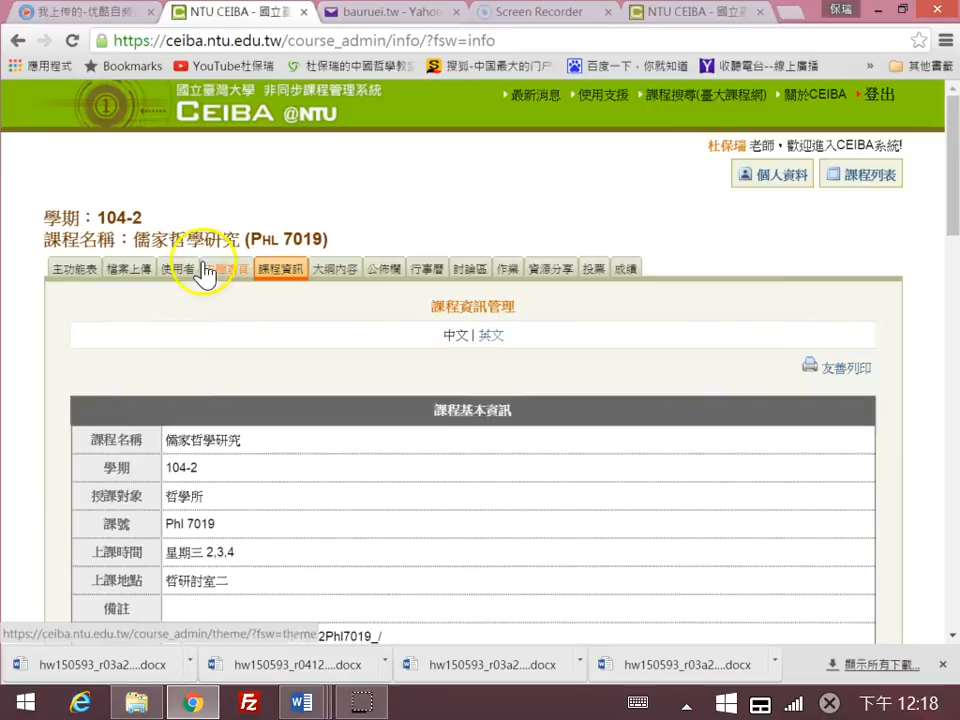 我上传的-优酷自頻
NTU CEIBA - 國立臺
bauruei.tw - Yahoo
Screen Recorder
NTU CEIBA - 國立
保瑞
https://ceiba.ntu.edu.tw/course_admin/info/?fsw=info
應用程式
Bookmarks
YouTube杜保瑞
杜保瑞的中國哲學教
搜狐-中国最大的门户
百度一下,你就知道
收聽電台--線上廣播
»
其他書籤
國立臺灣大學 非同步課程管理系統
CEIBA @NTU
最新消息
使用支援
課程搜尋(臺大課程網)
關於CEIBA
登出
杜保瑞 老師,歡迎進入CEIBA系統!
個人資料
課程列表
學期:104-2
課程名稱:儒家哲學研究 (PHL 7019)
主功能表 檔案上傳 使用者 首頁 課程資訊 大綱內容 公佈欄 行事曆 討論區 作業 資源分享 投票 成績
課程資訊管理
中文 | 英文
友善列印
課程基本資訊
課程名稱 儒家哲學研究
學期 104-2
授課對象 哲學所
課號 Phl 7019
上課時間 星期三 2,3,4
上課地點 哲研討室二
備註
https://ceiba.ntu.edu.tw/course_admin/theme/?fsw=theme
2Phl7019_/
hw150593_r03a2....docx
hw150593_r0412....docx
hw150593_r03a2....docx
hw150593_r03a2....docx
顯示所有下載...
下午 12:18